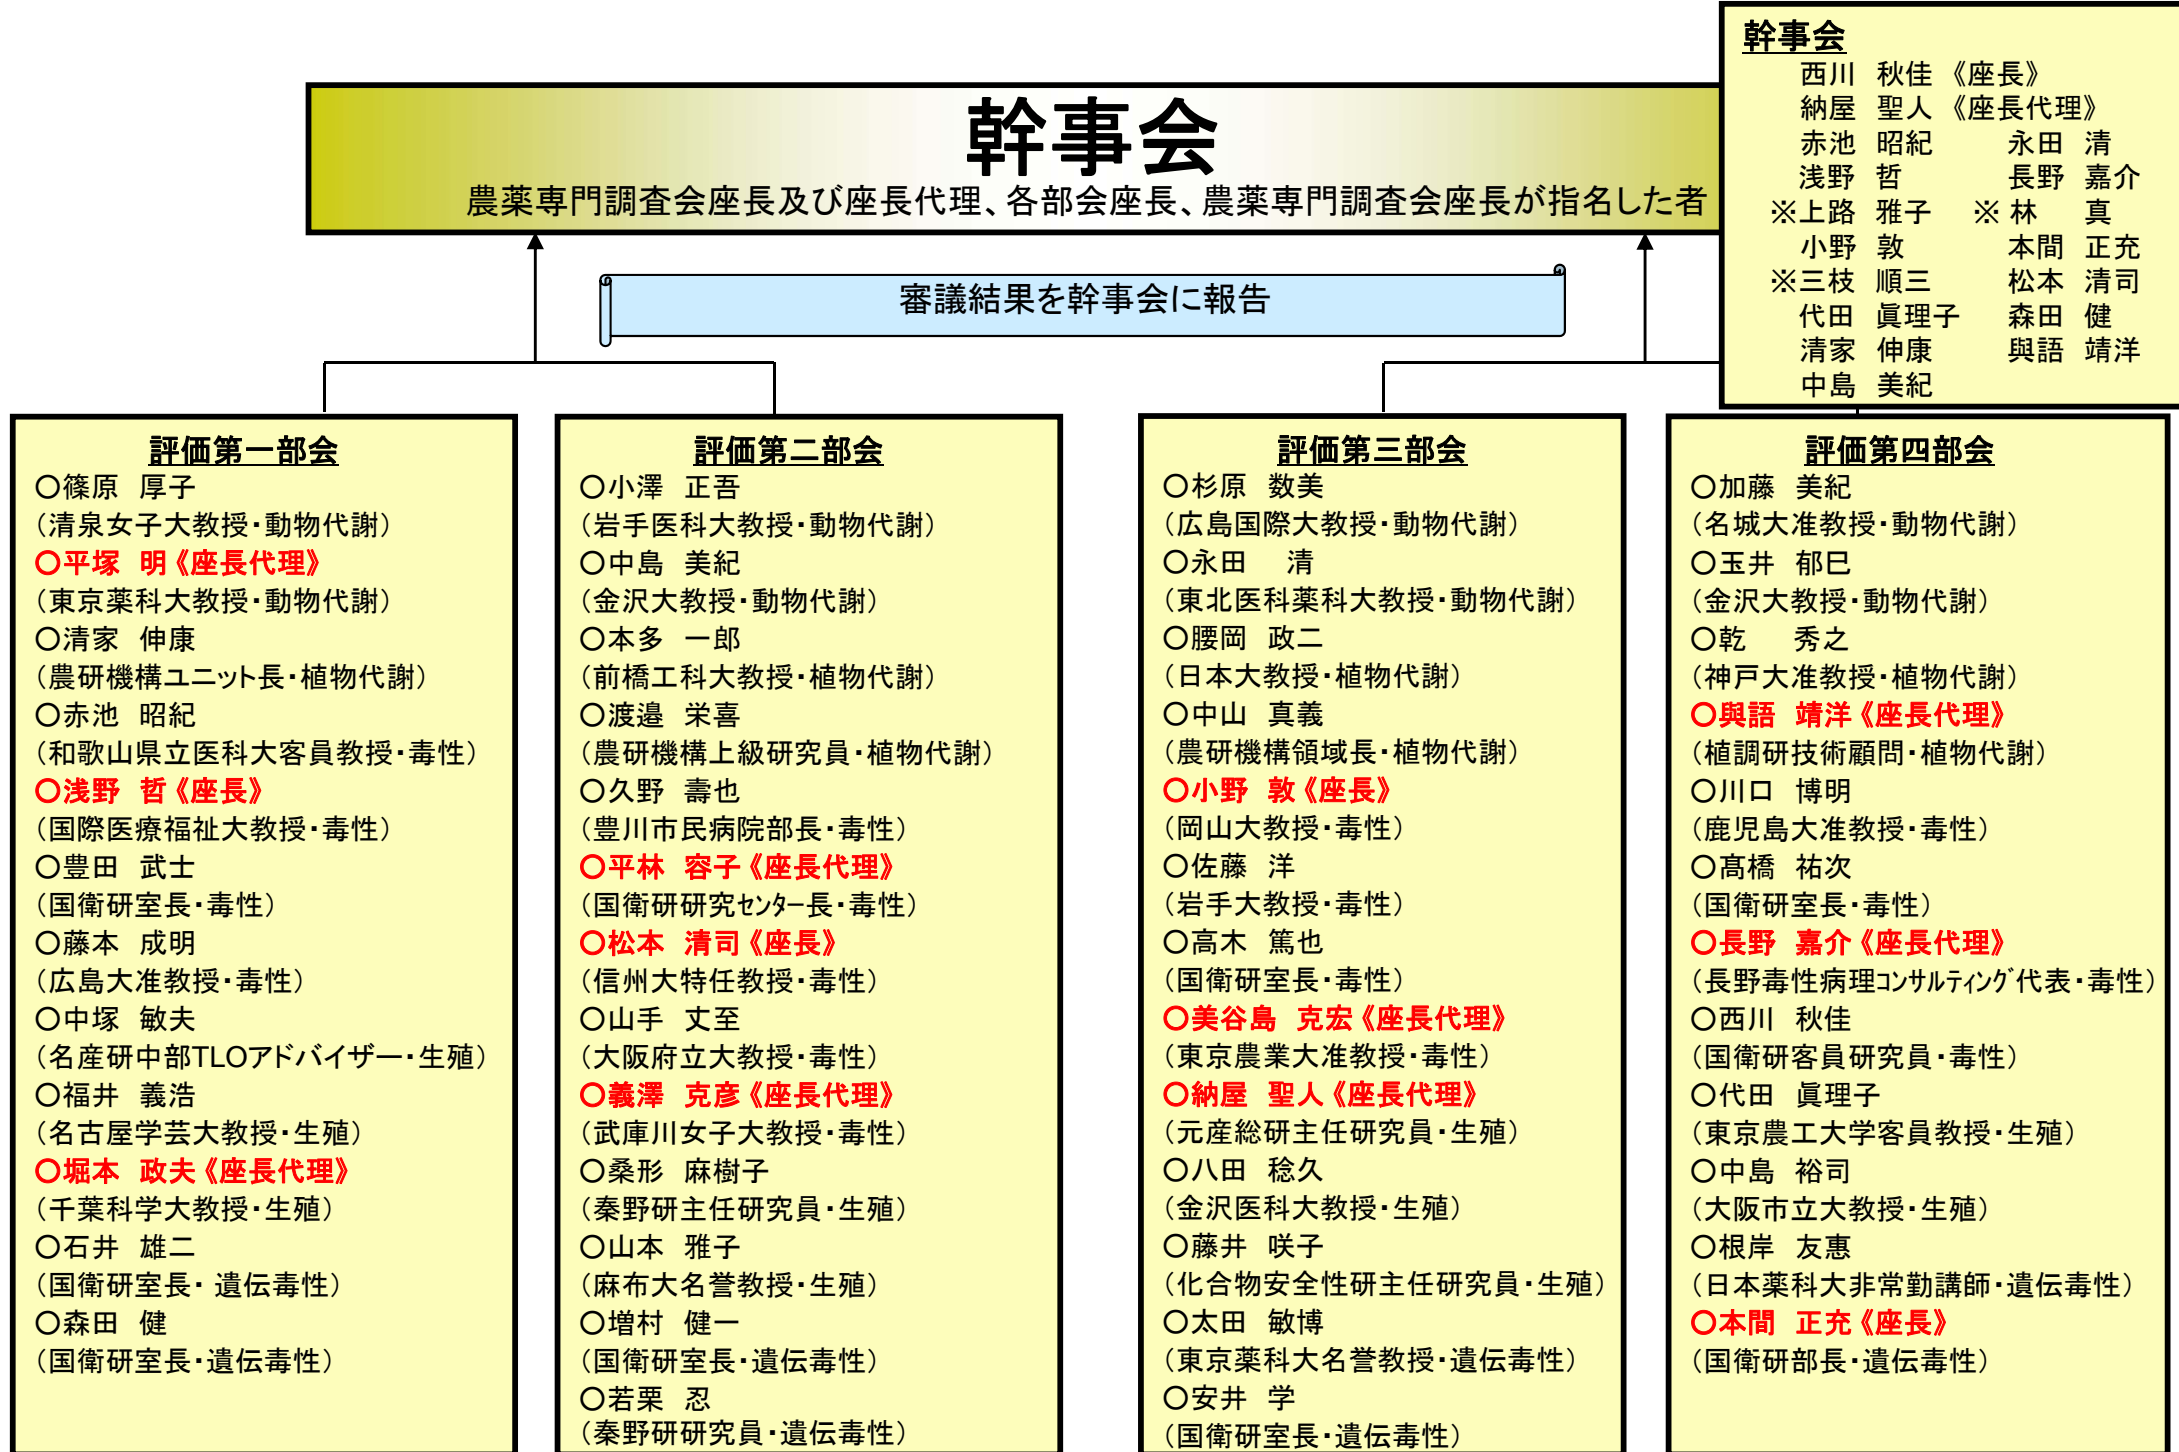 幹事会
農薬専門調査会座長及び座長代理、各部会座長、農薬専門調査会座長が指名した者
幹事会
西川 秋佳 《座長》
納屋 聖人 《座長代理》
赤池 昭紀 永田 清
浅野 哲 長野 嘉介
※上路 雅子 ※ 林 真
小野 敦 本間 正充
※三枝 順三 松本 清司
代田 眞理子 森田 健
清家 伸康 與語 靖洋
中島 美紀
審議結果を幹事会に報告
評価第一部会
○篠原 厚子
(清泉女子大教授・動物代謝)
○平塚 明《座長代理》
(東京薬科大教授・動物代謝)
○清家 伸康
(農研機構ユニット長・植物代謝)
○赤池 昭紀
(和歌山県立医科大客員教授・毒性)
○浅野 哲《座長》
(国際医療福祉大教授・毒性)
○豊田 武士
(国衛研室長・毒性)
○藤本 成明
(広島大准教授・毒性)
○中塚 敏夫
(名産研中部TLOアドバイザー・生殖)
○福井 義浩
(名古屋学芸大教授・生殖)
○堀本 政夫《座長代理》
(千葉科学大教授・生殖)
○石井 雄二
(国衛研室長・ 遺伝毒性)
○森田 健
(国衛研室長・遺伝毒性)
評価第二部会
○小澤 正吾
(岩手医科大教授・動物代謝)
○中島 美紀
(金沢大教授・動物代謝)
○本多 一郎
(前橋工科大教授・植物代謝)
○渡邉 栄喜
(農研機構上級研究員・植物代謝)
○久野 壽也
(豊川市民病院部長・毒性)
○平林 容子《座長代理》
(国衛研研究ｾﾝﾀｰ長・毒性)
○松本 清司《座長》
(信州大特任教授・毒性)
○山手 丈至
(大阪府立大教授・毒性)
○義澤 克彦《座長代理》
(武庫川女子大教授・毒性)
○桑形 麻樹子
(秦野研主任研究員・生殖)
○山本 雅子
(麻布大名誉教授・生殖)
○増村 健一
(国衛研室長・遺伝毒性)
○若栗 忍
(秦野研研究員・遺伝毒性)
評価第三部会
○杉原 数美
(広島国際大教授・動物代謝)
○永田 清
(東北医科薬科大教授・動物代謝)
○腰岡 政二
(日本大教授・植物代謝)
○中山 真義
(農研機構領域長・植物代謝)
○小野 敦《座長》
(岡山大教授・毒性)
○佐藤 洋
(岩手大教授・毒性)
○高木 篤也
(国衛研室長・毒性)
○美谷島 克宏《座長代理》
(東京農業大准教授・毒性)
○納屋 聖人《座長代理》
(元産総研主任研究員・生殖)
○八田 稔久
(金沢医科大教授・生殖)
○藤井 咲子
(化合物安全性研主任研究員・生殖)
○太田 敏博
(東京薬科大名誉教授・遺伝毒性)
○安井 学
(国衛研室長・遺伝毒性)
評価第四部会
○加藤 美紀
(名城大准教授・動物代謝)
○玉井 郁巳
(金沢大教授・動物代謝)
○乾 秀之
(神戸大准教授・植物代謝)
○與語 靖洋《座長代理》
(植調研技術顧問・植物代謝)
○川口 博明
(鹿児島大准教授・毒性)
○髙橋 祐次
(国衛研室長・毒性)
○長野 嘉介《座長代理》
(長野毒性病理ｺﾝｻﾙﾃｨﾝｸﾞ代表・毒性)
○西川 秋佳
(国衛研客員研究員・毒性)
○代田 眞理子
(東京農工大学客員教授・生殖)
○中島 裕司
(大阪市立大教授・生殖)
○根岸 友惠
(日本薬科大非常勤講師・遺伝毒性)
○本間 正充《座長》
(国衛研部長・遺伝毒性)